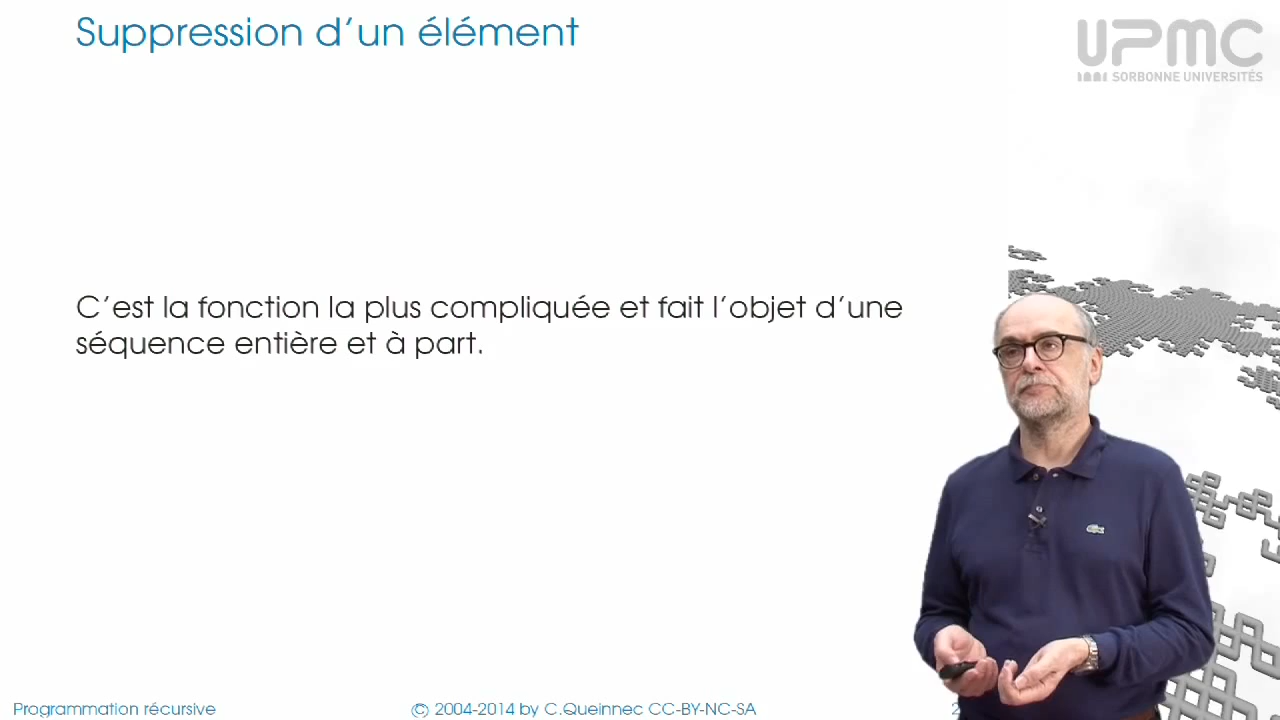 Suppression d’un élément
UPMC
SORBONNE UNIVERSITÉS
C’est la fonction la plus compliquée et fait l’objet d’une
séquence entière et à part.
Programmation récursive
© 2004-2014 by C.Queinnec CC-BY-NC-SA